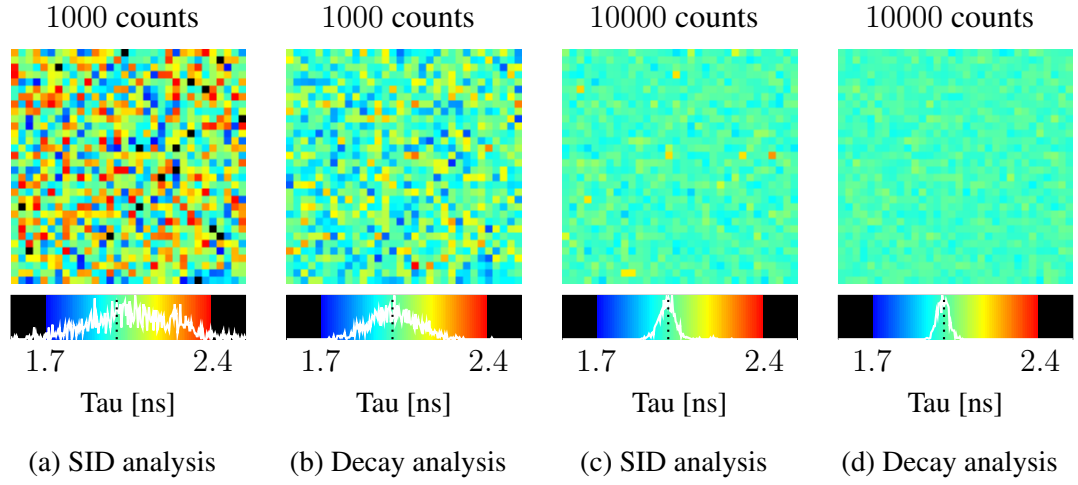 1000 counts 1000 counts 10000 counts 10000 counts
1.7 2.4 1.7 2.4 1.7 2.4 1.7 2.4
Tau [ns] Tau [ns] Tau [ns] Tau [ns]
(a) SID analysis (b) Decay analysis (c) SID analysis (d) Decay analysis